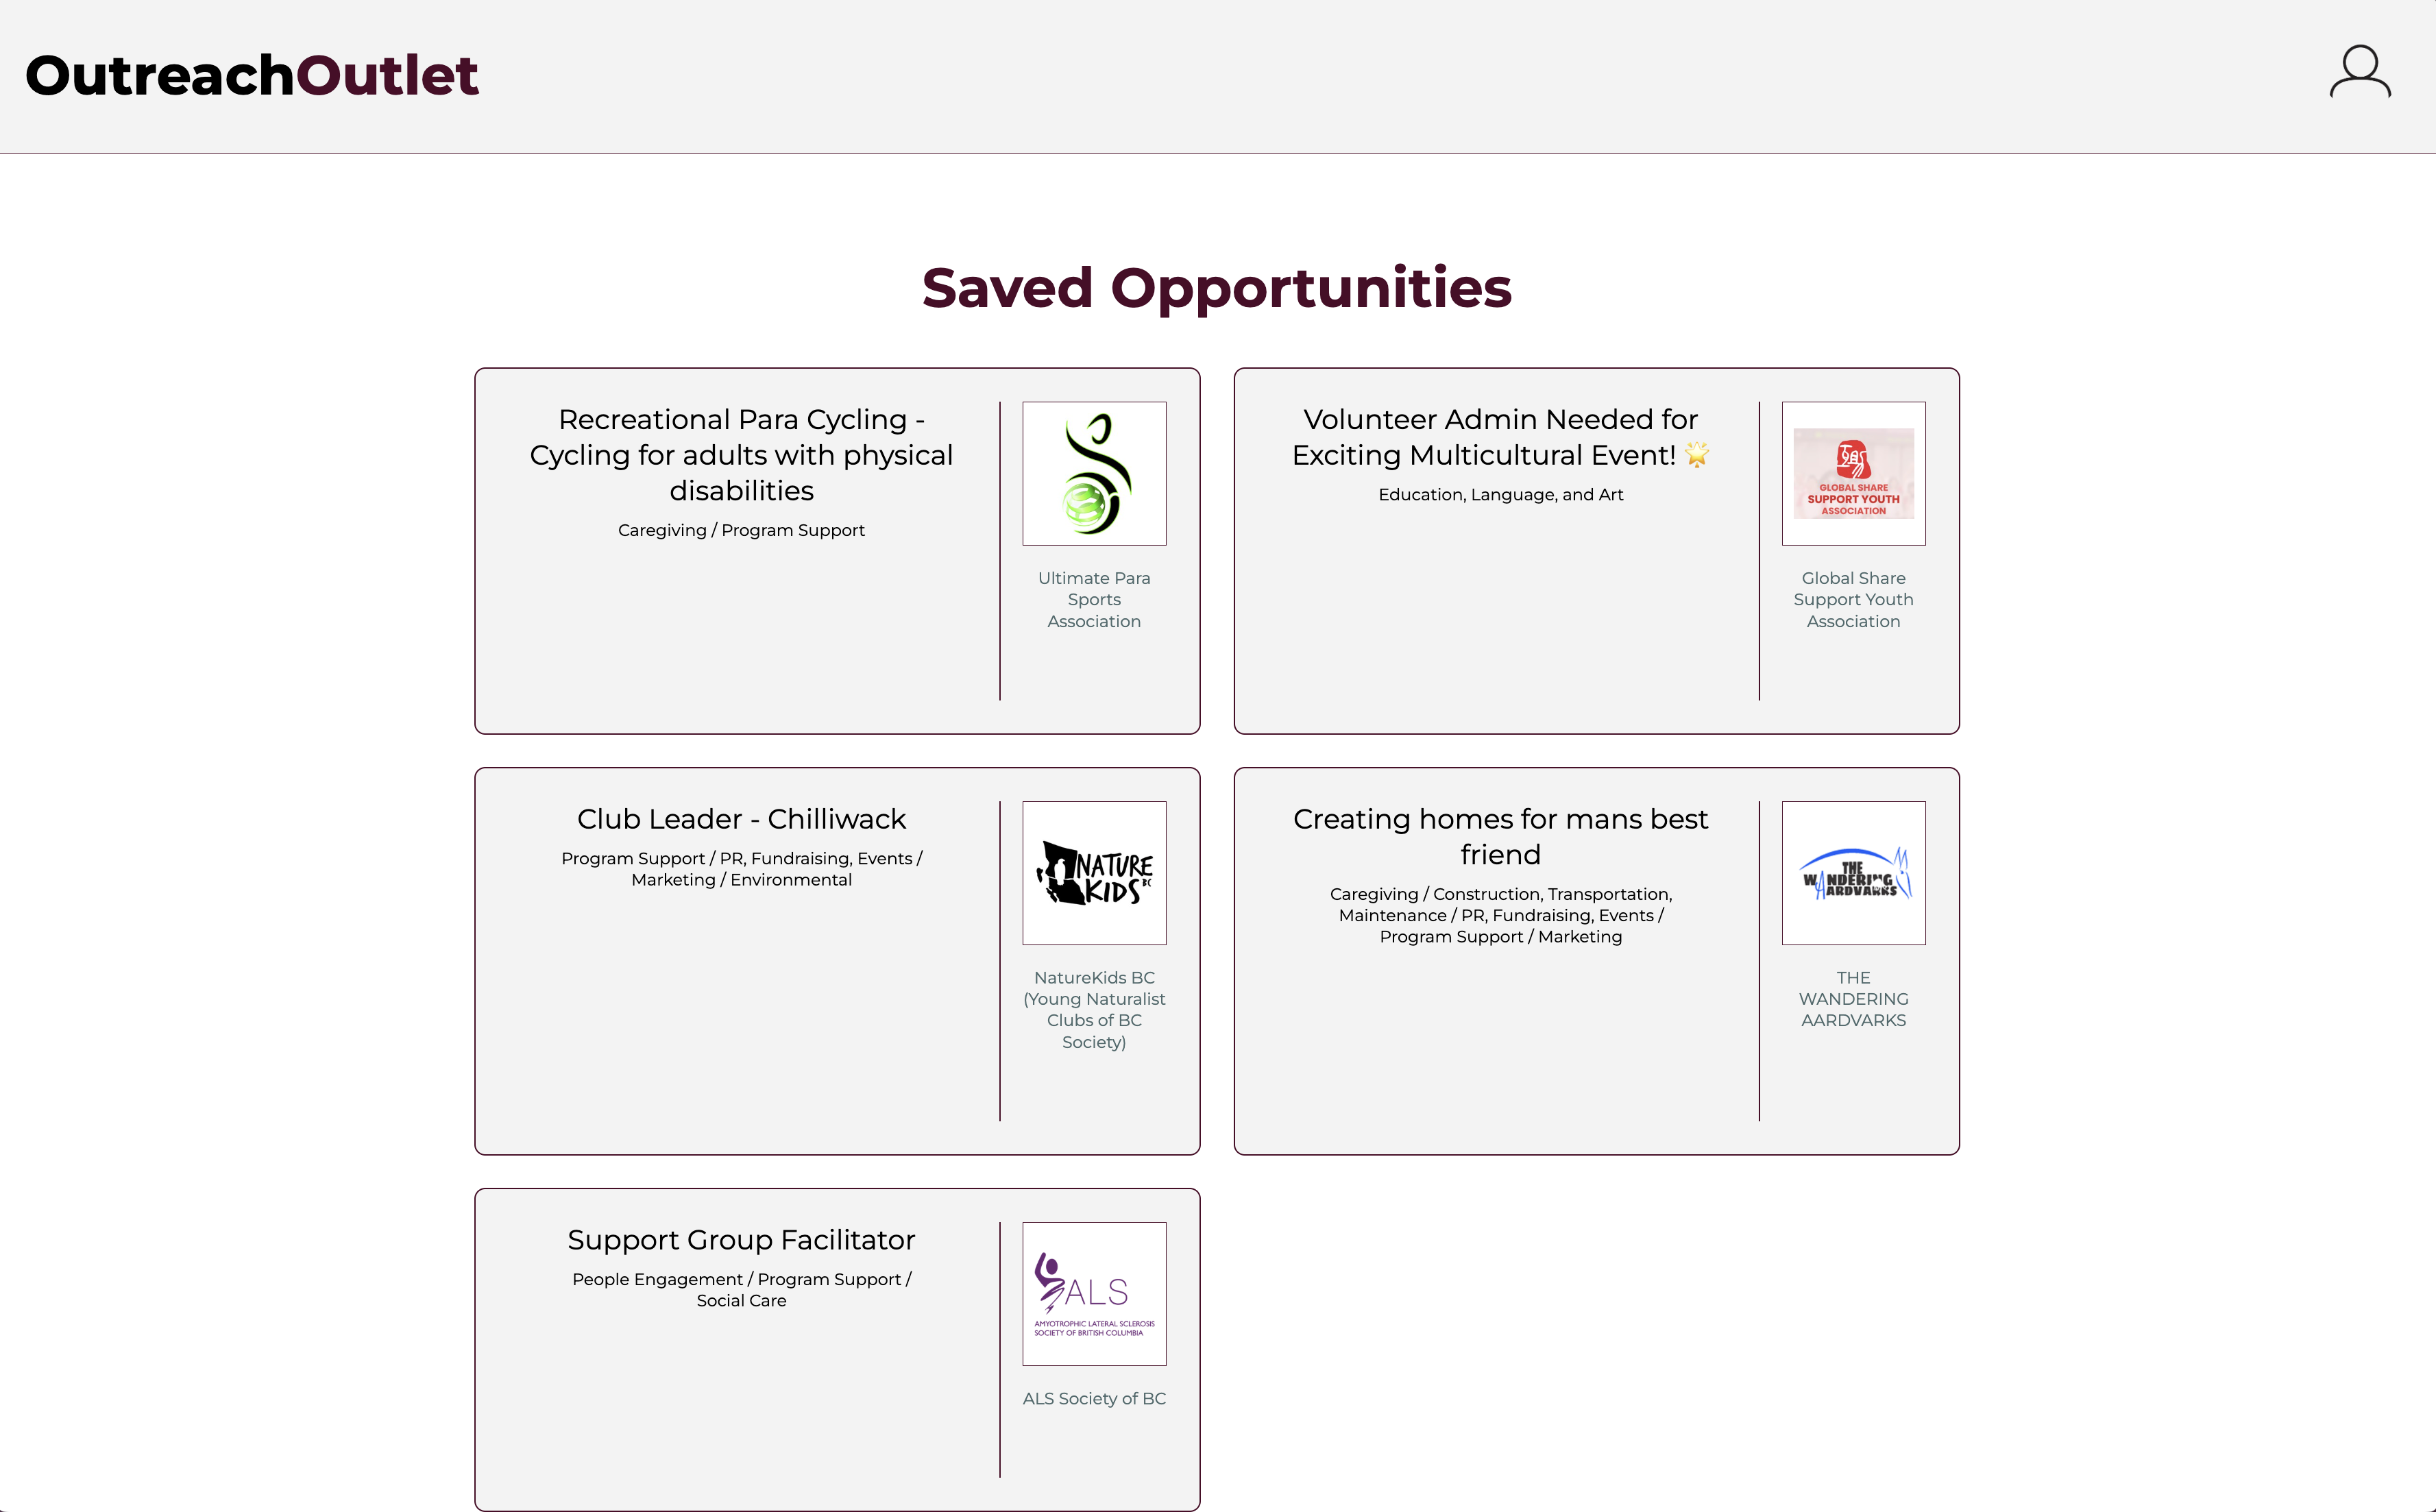 OutreachOutlet
Saved Opportunities
Recreational Para Cycling -
Cycling for adults with physical
disabilities
Caregiving / Program Support
Ultimate Para
Sports
Association
Volunteer Admin Needed for
Exciting Multicultural Event! 🌟
Education, Language, and Art
GLOBAL SHARE
SUPPORT YOUTH
ASSOCIATION
Global Share
Support Youth
Association
Club Leader - Chilliwack
Program Support / PR, Fundraising, Events /
Marketing / Environmental
NATURE
KIDS BC
NatureKids BC
(Young Naturalist
Clubs of BC
Society)
Creating homes for mans best
friend
Caregiving / Construction, Transportation,
Maintenance / PR, Fundraising, Events /
Program Support / Marketing
THE
WANDERING
AARDVARKS
THE
WANDERING
AARDVARKS
Support Group Facilitator
People Engagement / Program Support /
Social Care
ALS
AMYOTROPHIC LATERAL SCLEROSIS
SOCIETY OF BRITISH COLUMBIA
ALS Society of BC